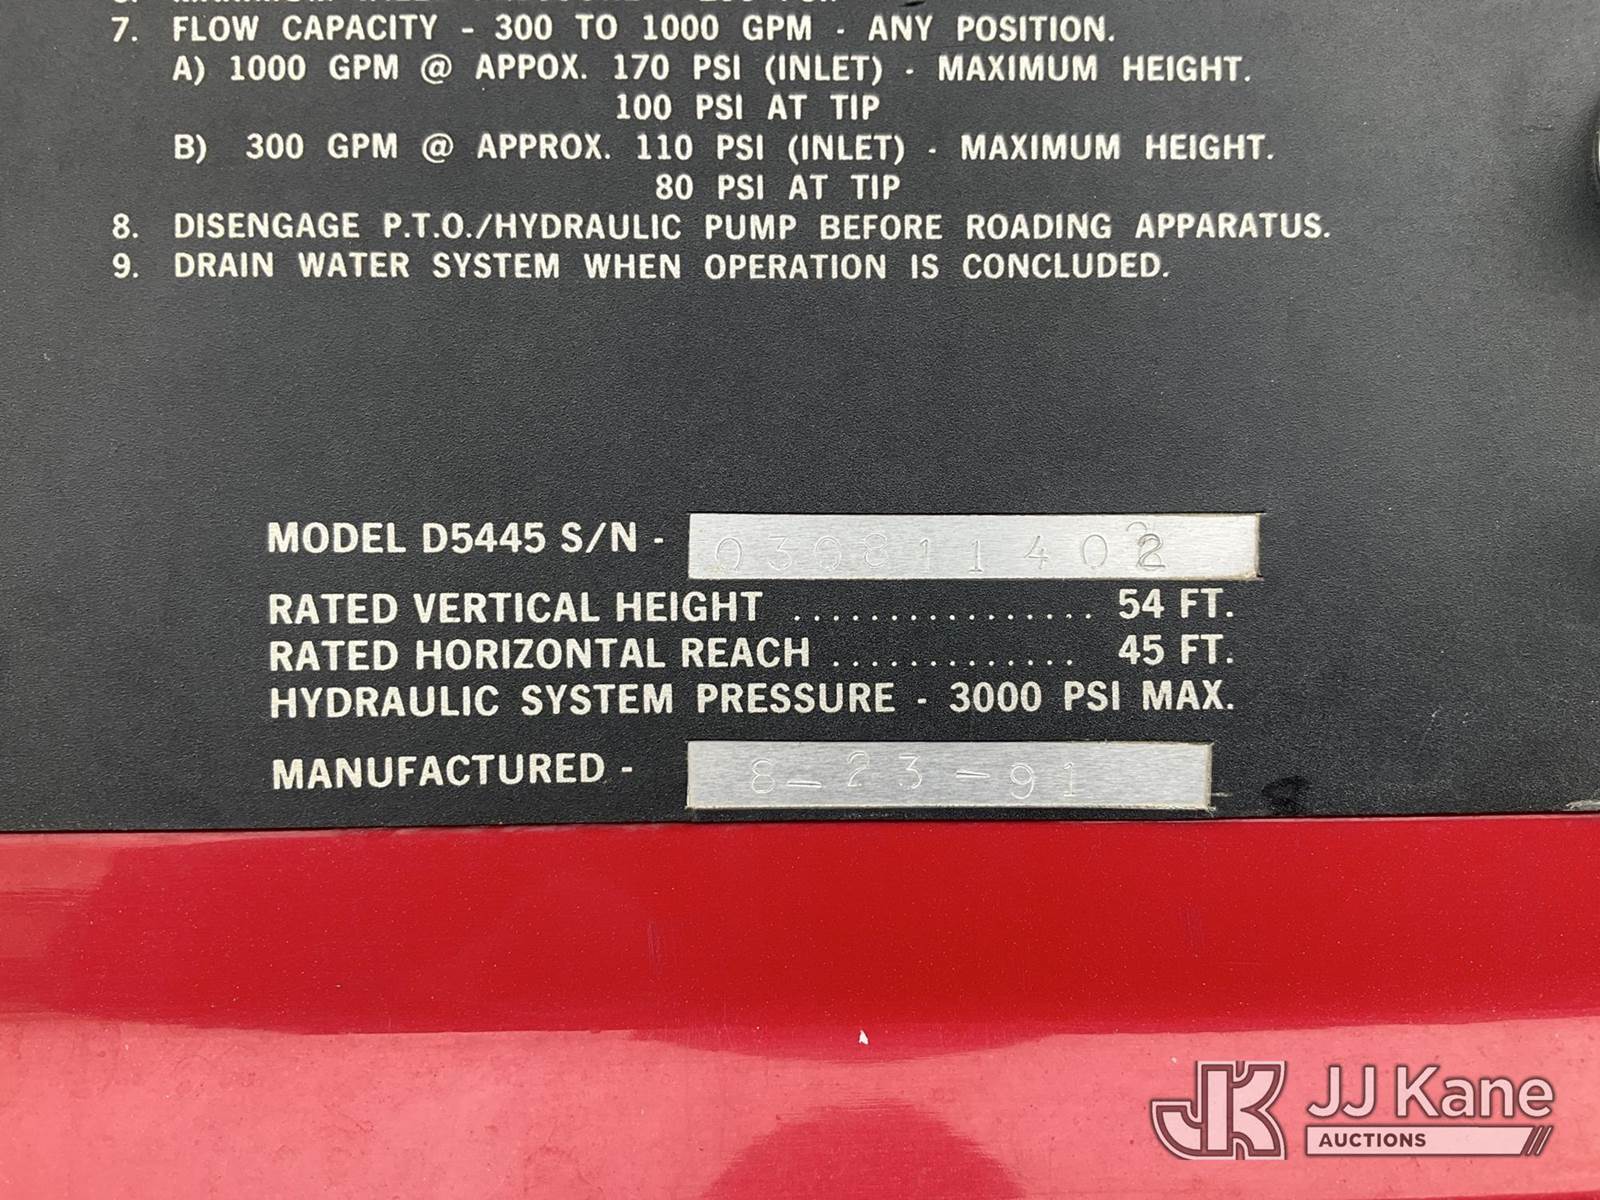 7. FLOW CAPACITY - 300 TO 1000 GPM - ANY POSITION.
A) 1000 GPM @ APPOX. 170 PSI (INLET) - MAXIMUM HEIGHT.
100 PSI AT TIP
B) 300 GPM @ APPROX. 110 PSI (INLET) - MAXIMUM HEIGHT.
80 PSI AT TIP
8. DISENGAGE P.T.O./HYDRAULIC PUMP BEFORE ROADING APPARATUS.
9. DRAIN WATER SYSTEM WHEN OPERATION IS CONCLUDED.
MODEL D5445 S/N - 030811402
RATED VERTICAL HEIGHT ................ 54 FT.
RATED HORIZONTAL REACH ............. 45 FT.
HYDRAULIC SYSTEM PRESSURE - 3000 PSI MAX.
MANUFACTURED - 8-23-91
JJ Kane
AUCTIONS